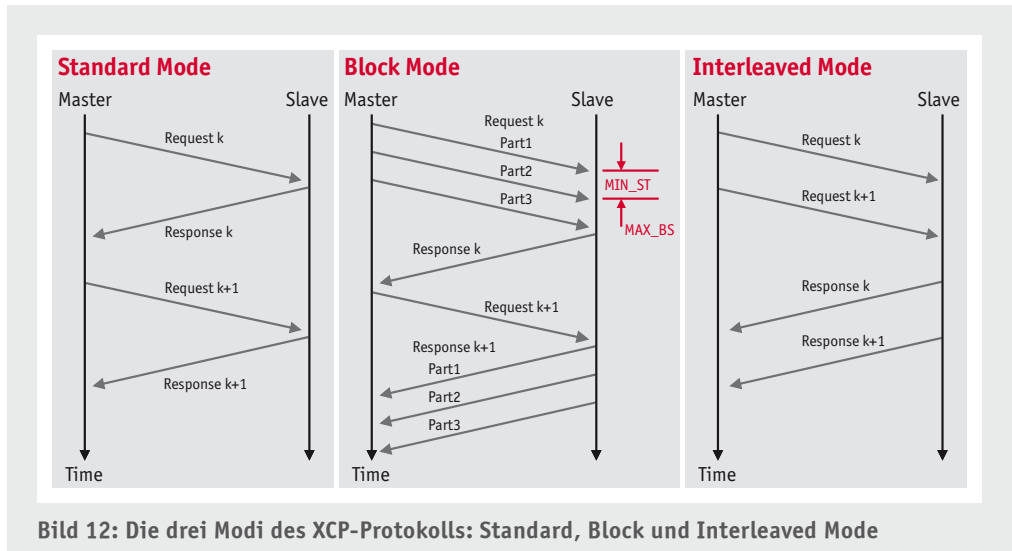 Standard Mode
Master
Slave
Request k
Response k
Request k+1
Response k+1
Time
Block Mode
Master
Slave
Request k
Part1
Part2
Part3
MIN_ST
MAX_BS
Response k
Request k+1
Response k+1
Part1
Part2
Part3
Time
Interleaved Mode
Master
Slave
Request k
Request k+1
Response k
Response k+1
Time
Bild 12: Die drei Modi des XCP-Protokolls: Standard, Block und Interleaved Mode